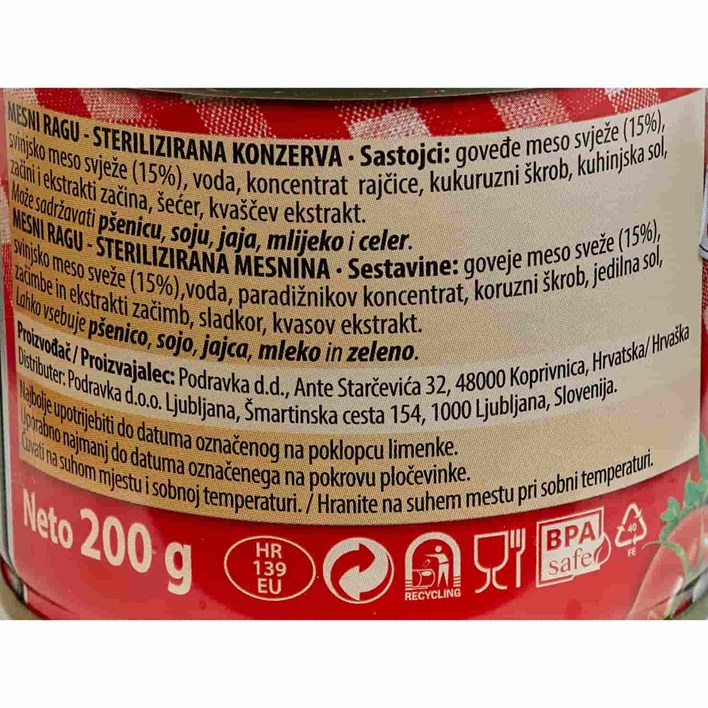 MESNI RAGU - STERILIZIRANA KONZERVA · Sastojci: goveđe meso svježe (15%),
svinjsko meso svježe (15%), voda, koncentrat rajčice, kukuruzni škrob, kuhinjska sol,
začini i ekstrakti začina, šećer, kvaščev ekstrakt.
Može sadržavati pšenicu, soju, jaja, mlijeko i celer.
MESNI RAGU - STERILIZIRANA MESNINA · Sestavine: goveje meso sveže (15%),
svinjsko meso sveže (15%),voda, paradižnikov koncentrat, koruzni škrob, jedilna sol,
začimbe in ekstrakti začimb, sladkor, kvasov ekstrakt.
Lahko vsebuje pšenico, sojo, jajca, mleko in zeleno.
Proizvođač / Proizvajalec: Podravka d.d., Ante Starčevića 32, 48000 Koprivnica, Hrvatska/ Hrvaška
Distributer: Podravka d.o.o. Ljubljana, Šmartinska cesta 154, 1000 Ljubljana, Slovenija.
Najbolje upotrijebiti do datuma označenog na poklopcu limenke.
Uporabno najmanj do datuma označenega na pokrovu pločevinke.
Čuvati na suhom mjestu i sobnoj temperaturi. / Hranite na suhem mestu pri sobni temperaturi.
Neto 200 g
HR
139
EU
RECYCLING
BPA
safe
40
FE